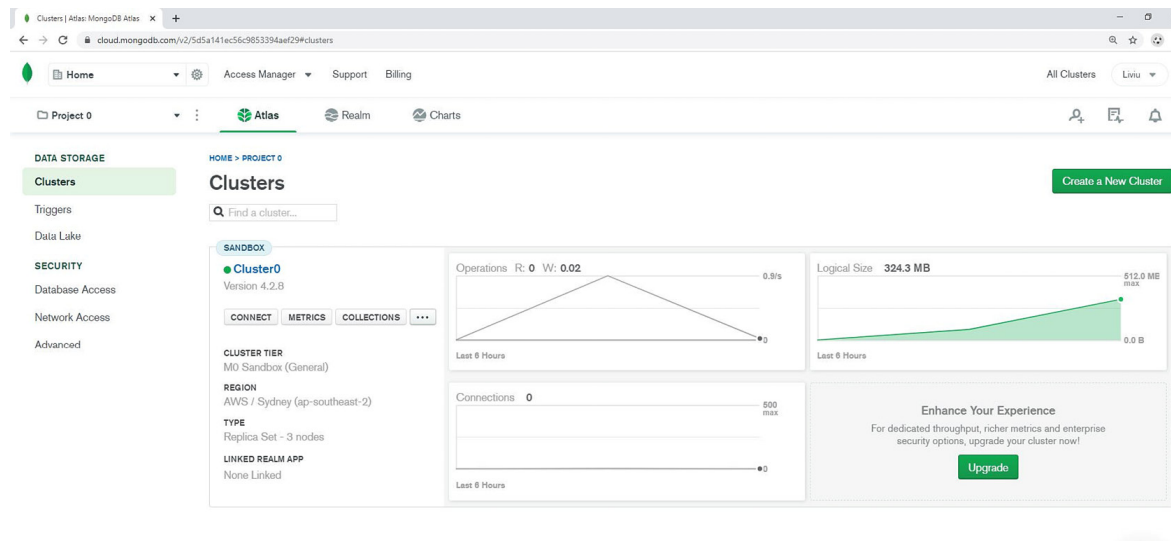 Clusters | Atlas: MongoDB Atlas
cloud.mongodb.com/v2/5d5a141ec56c9853394aef29#clusters
Home Access Manager Support Billing All Clusters Liviu
Project 0 Atlas Realm Charts
DATA STORAGE
Clusters
Triggers
Data Lake
SECURITY
Database Access
Network Access
Advanced
HOME > PROJECT 0
Clusters
Create a New Cluster
Find a cluster...
SANDBOX
Cluster0
Version 4.2.8
CONNECT METRICS COLLECTIONS ...
CLUSTER TIER
M0 Sandbox (General)
REGION
AWS / Sydney (ap-southeast-2)
TYPE
Replica Set - 3 nodes
LINKED REALM APP
None Linked
Operations R: 0 W: 0.02
0.9/s
0
Last 6 Hours
Logical Size 324.3 MB
512.0 MB
max
0.0 B
Last 6 Hours
Connections 0
500
max
0
Last 6 Hours
Enhance Your Experience
For dedicated throughput, richer metrics and enterprise
security options, upgrade your cluster now!
Upgrade